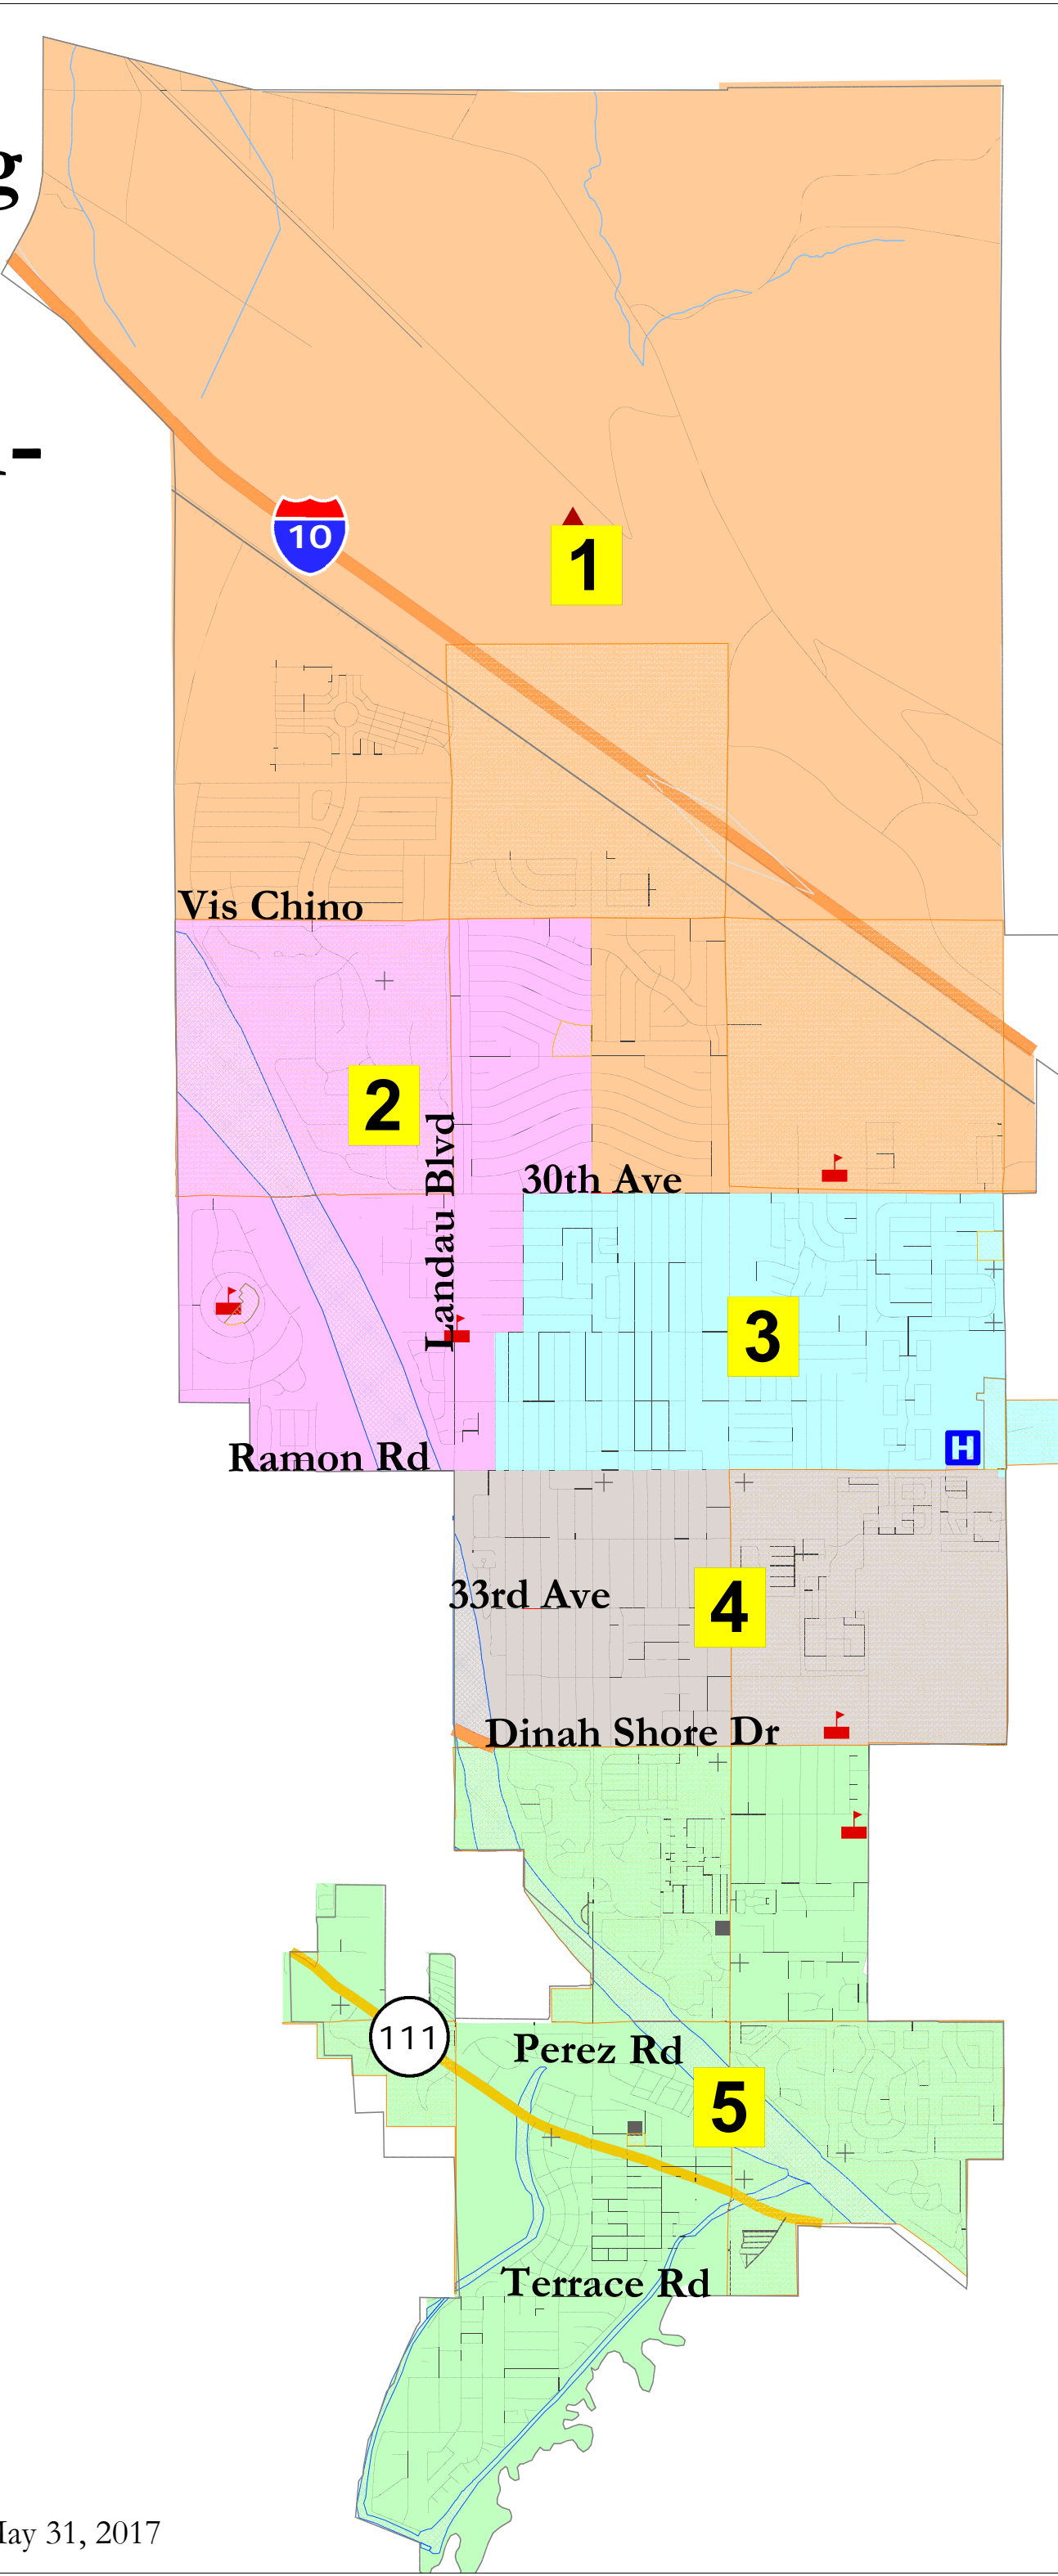 g
-
10
1
Vis Chino
2
Landau Blvd
30th Ave
3
H
Ramon Rd
33rd Ave
4
Dinah Shore Dr
111
Perez Rd
5
Terrace Rd
May 31, 2017